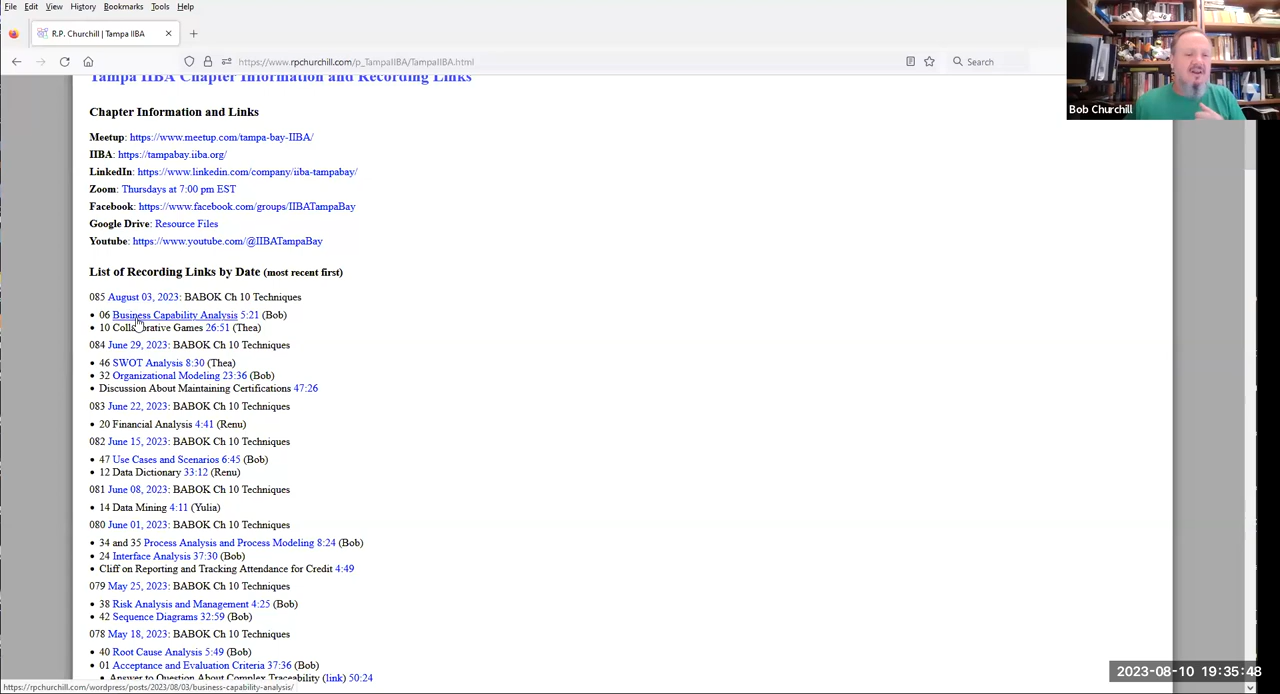 File Edit View History Bookmarks Tools Help
R.P. Churchill | Tampa IIBA
https://www.rpchurchill.com/p_TampaIIBA/TampaIIBA.html
Search
Bob Churchill
Tampa IIBA Chapter Information and Recording Links
Chapter Information and Links
Meetup: https://www.meetup.com/tampa-bay-IIBA/
IIBA: https://tampabay.iiba.org/
LinkedIn: https://www.linkedin.com/company/iiba-tampabay/
Zoom: Thursdays at 7:00 pm EST
Facebook: https://www.facebook.com/groups/IIBATampaBay
Google Drive: Resource Files
Youtube: https://www.youtube.com/@IIBATampaBay
List of Recording Links by Date (most recent first)
085 August 03, 2023: BABOK Ch 10 Techniques
• 06 Business Capability Analysis 5:21 (Bob)
• 10 Collaborative Games 26:51 (Thea)
084 June 29, 2023: BABOK Ch 10 Techniques
• 46 SWOT Analysis 8:30 (Thea)
• 32 Organizational Modeling 23:36 (Bob)
• Discussion About Maintaining Certifications 47:26
083 June 22, 2023: BABOK Ch 10 Techniques
• 20 Financial Analysis 4:41 (Renu)
082 June 15, 2023: BABOK Ch 10 Techniques
• 47 Use Cases and Scenarios 6:45 (Bob)
• 12 Data Dictionary 33:12 (Renu)
081 June 08, 2023: BABOK Ch 10 Techniques
• 14 Data Mining 4:11 (Yulia)
080 June 01, 2023: BABOK Ch 10 Techniques
• 34 and 35 Process Analysis and Process Modeling 8:24 (Bob)
• 24 Interface Analysis 37:30 (Bob)
• Cliff on Reporting and Tracking Attendance for Credit 4:49
079 May 25, 2023: BABOK Ch 10 Techniques
• 38 Risk Analysis and Management 4:25 (Bob)
• 42 Sequence Diagrams 32:59 (Bob)
078 May 18, 2023: BABOK Ch 10 Techniques
• 40 Root Cause Analysis 5:49 (Bob)
• 01 Acceptance and Evaluation Criteria 37:36 (Bob)
• Answer to Question About Complex Traceability (link) 50:24
https://rpchurchill.com/wordpress/posts/2023/08/03/business-capability-analysis/
2023-08-10 19:35:48